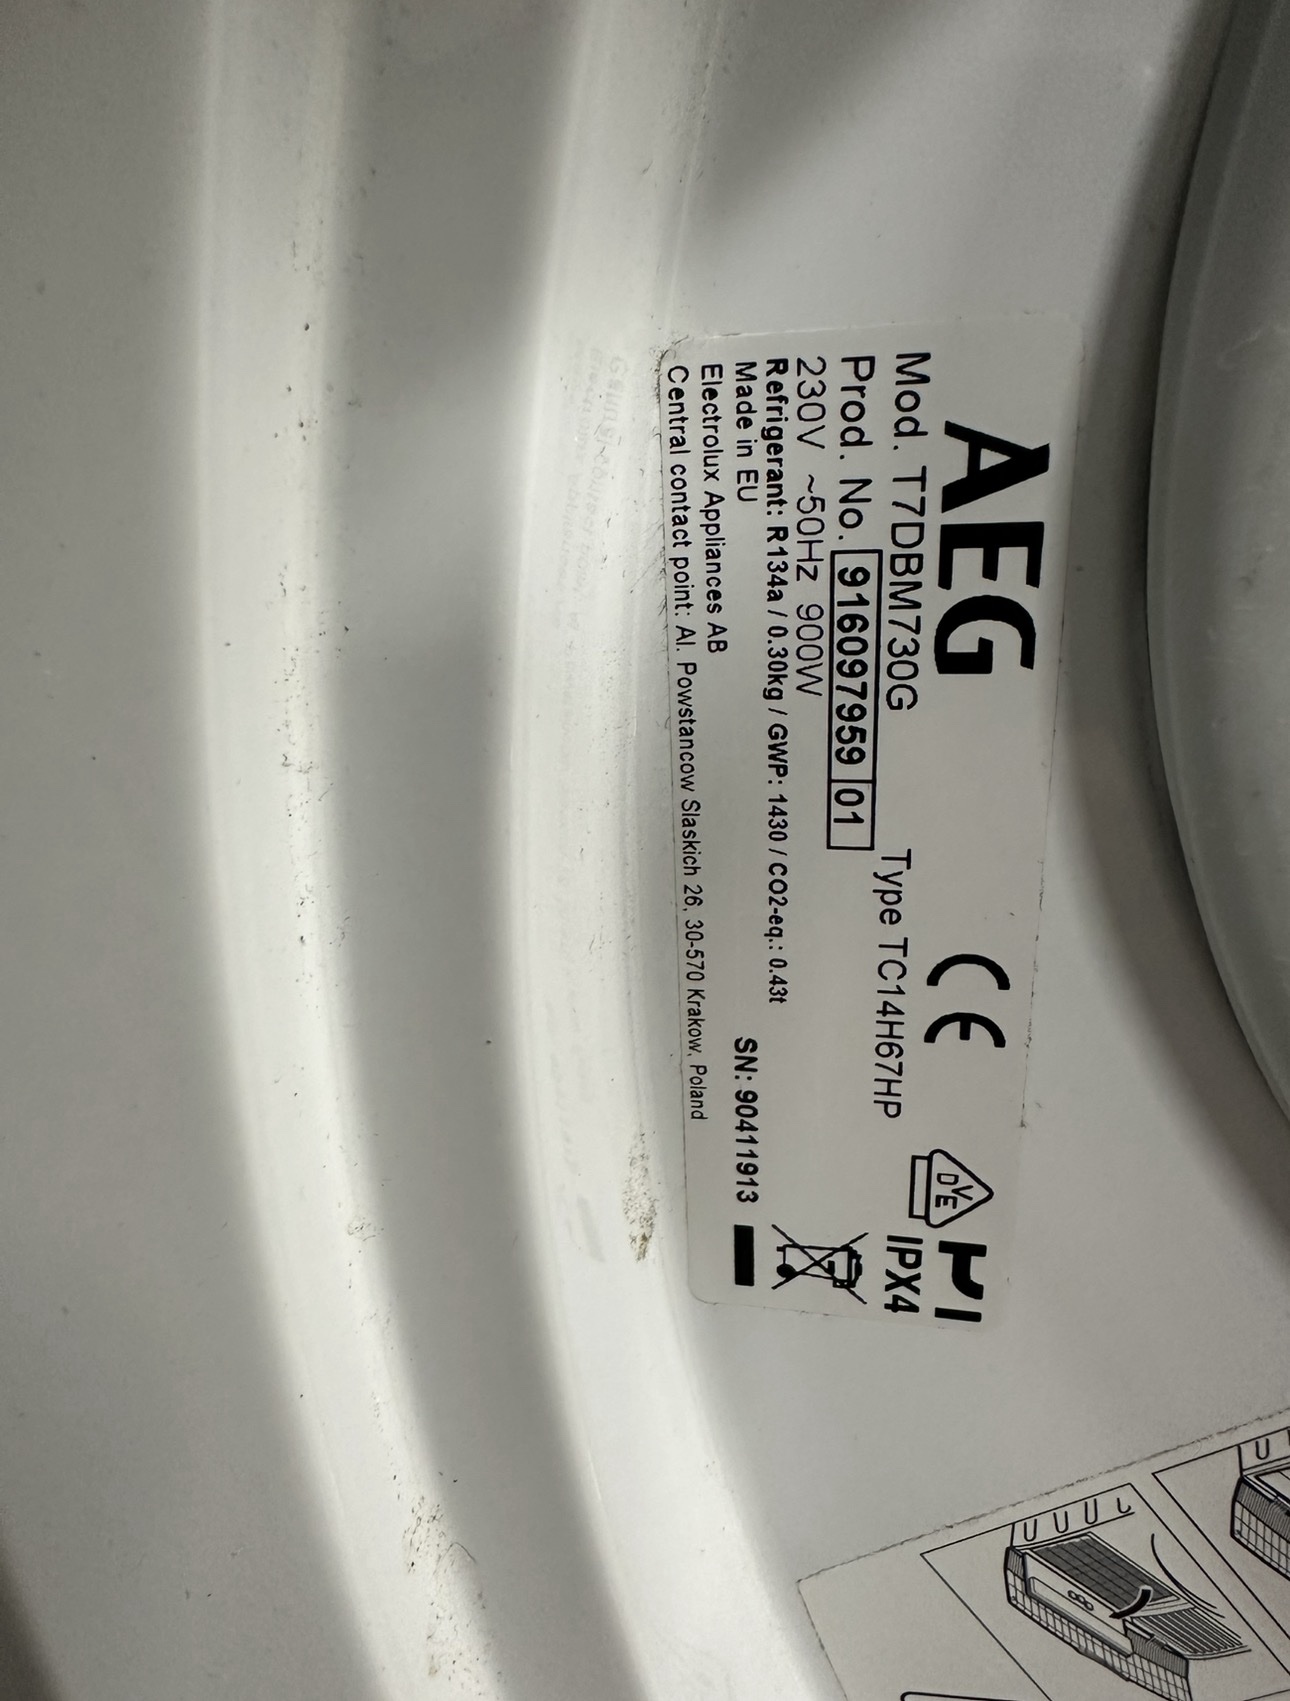 AEG
Mod. T7DBM730G Type TC14H67HP
Prod. No. 916097959 01
IPX4
DVE
230V ~50Hz 900W
Refrigerant: R134a / 0.30kg / GWP: 1430 / CO2-eq.: 0.43t
Made in EU
SN: 90411913
Electrolux Appliances AB
Central contact point: Al. Powstancow Slaskich 26, 30-570 Krakow, Poland